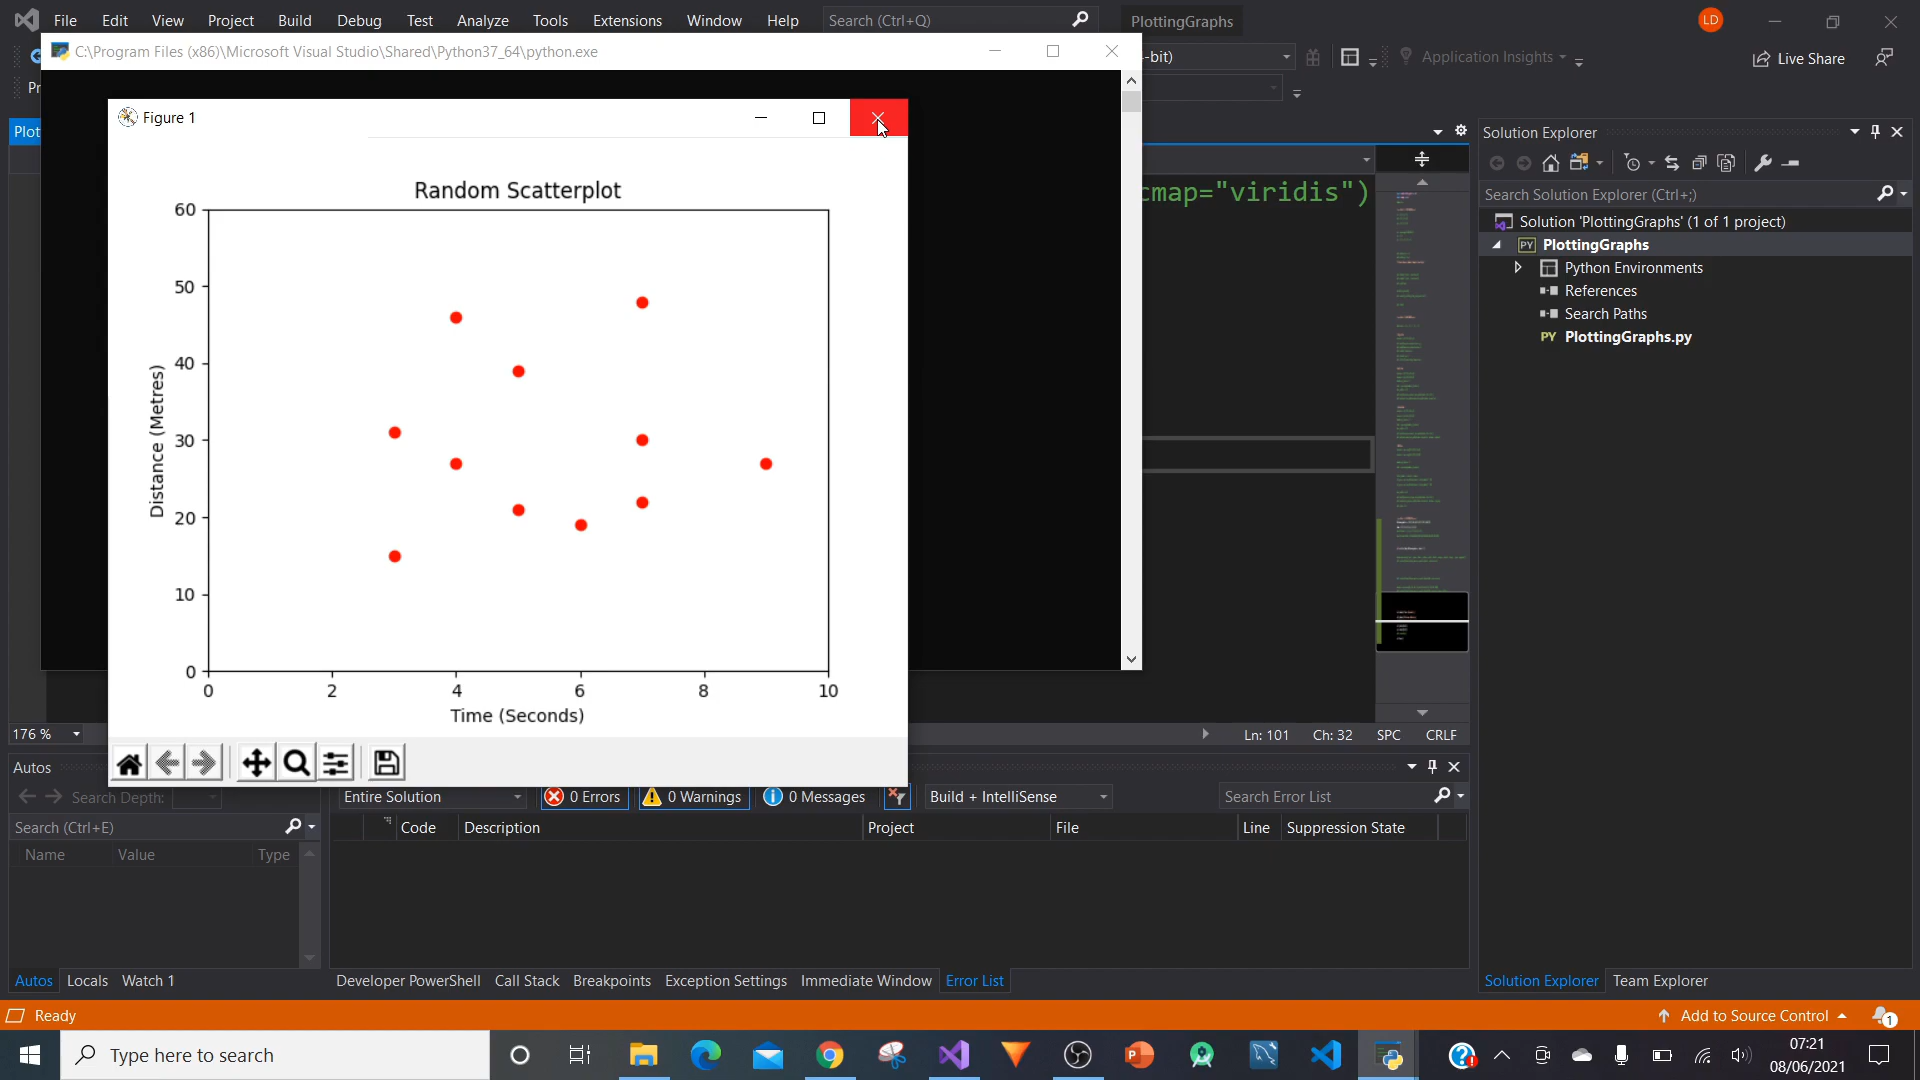 File Edit View Project Build Debug Test Analyze Tools Extensions Window Help Search (Ctrl+Q) PlottingGraphs LD
C:\Program Files (x86)\Microsoft Visual Studio\Shared\Python37_64\python.exe
-bit) Application Insights Live Share
Pr
Figure 1
Plot
Solution Explorer
Random Scatterplot
cmap="viridis")
Search Solution Explorer (Ctrl+;)
Solution 'PlottingGraphs' (1 of 1 project)
PY PlottingGraphs
Python Environments
References
Search Paths
PY PlottingGraphs.py
60
50
40
30
20
10
0
Distance (Metres)
0 2 4 6 8 10
Time (Seconds)
176 %
Ln: 101 Ch: 32 SPC CRLF
Autos
Search Depth:
Entire Solution 0 Errors 0 Warnings 0 Messages Build + IntelliSense Search Error List
Search (Ctrl+E)
Code Description Project File Line Suppression State
Name Value Type
Autos Locals Watch 1
Developer PowerShell Call Stack Breakpoints Exception Settings Immediate Window Error List
Solution Explorer Team Explorer
Ready
Add to Source Control 1
Type here to search
07:21
08/06/2021